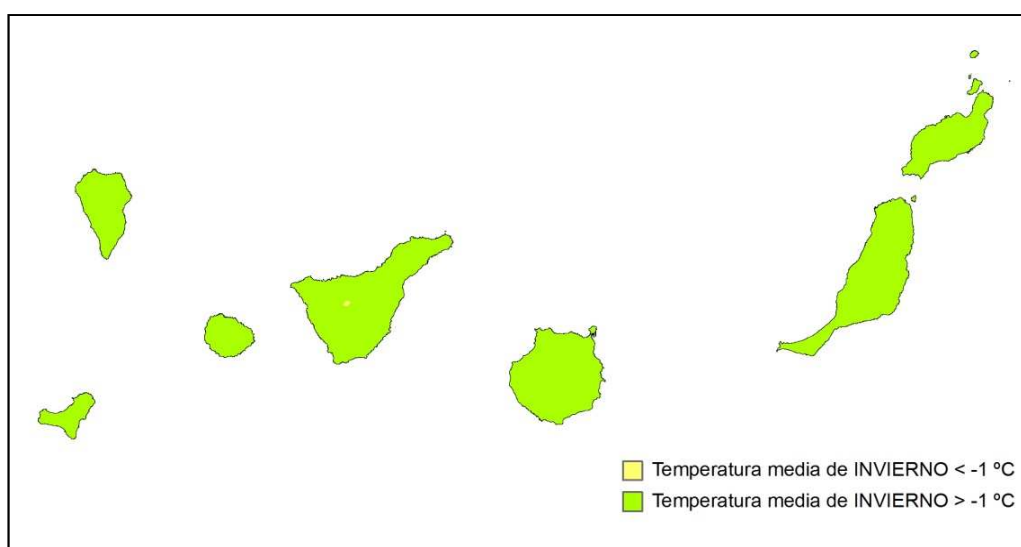 Temperatura media de INVIERNO < -1 ºC
Temperatura media de INVIERNO > -1 ºC